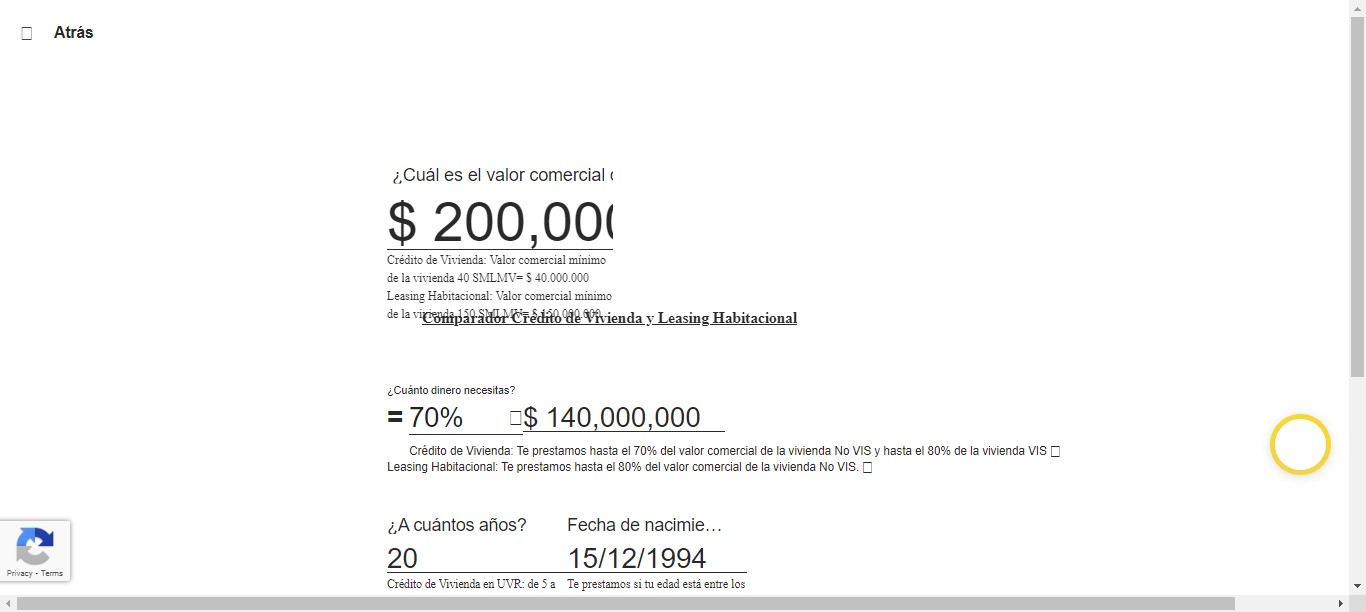 Atrás
¿Cuál es el valor comercial
$ 200,000
Crédito de Vivienda: Valor comercial mínimo
de la vivienda 40 SMLMV= $ 40.000.000
Leasing Habitacional: Valor comercial mínimo
de la vivienda 150 SMLMV= $ 150.000.000
Comparador Crédito de Vivienda y Leasing Habitacional
¿Cuánto dinero necesitas?
= 70% $ 140,000,000
Crédito de Vivienda: Te prestamos hasta el 70% del valor comercial de la vivienda No VIS y hasta el 80% de la vivienda VIS
Leasing Habitacional: Te prestamos hasta el 80% del valor comercial de la vivienda No VIS.
¿A cuántos años? Fecha de nacimie…
20 15/12/1994
Crédito de Vivienda en UVR: de 5 a Te prestamos si tu edad está entre los
Privacy - Terms